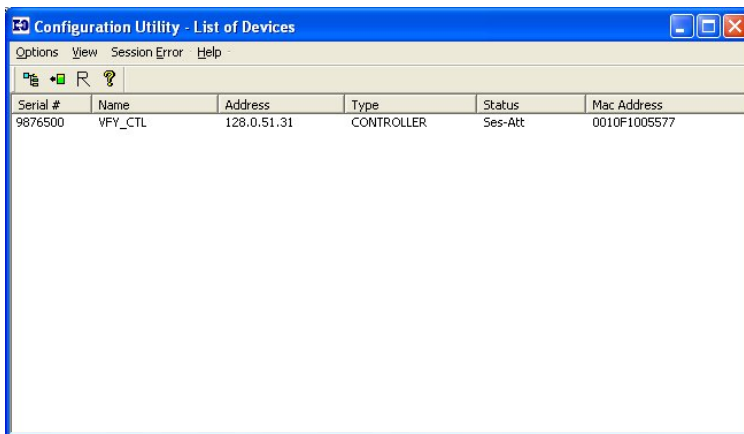 Configuration Utility - List of Devices
Options View Session Error Help
R ?
Serial # Name Address Type Status Mac Address
9876500 VFY_CTL 128.0.51.31 CONTROLLER Ses-Att 0010F1005577